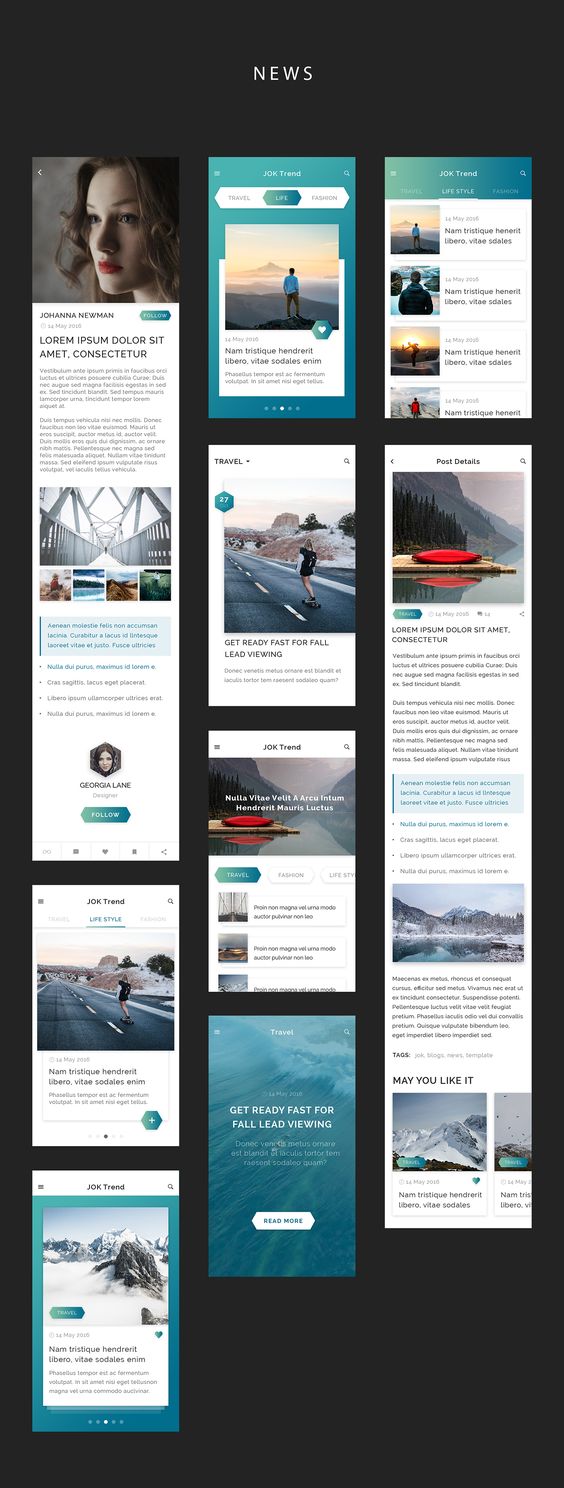 NEWS
JOHANNA NEWMAN
FOLLOW
14 May 2016
LOREM IPSUM DOLOR SIT
AMET, CONSECTETUR
Vestibulum ante ipsum primis in faucibus orci
luctus et ultrices posuere cubilia Curae; Duis
nec augue sed magna facilisis egestas in sed
ex. Sed tincidunt blandit. Sed tempus mauris
lamcorper urna, tincidunt tempor lorem
aiquet at.
Duis tempus vehicula nisi nec mollis. Donec
faucibus non leo eu convallis. Mauris ut
eros suscipit, auctor metus id, auctor velit.
Duis mollis eros quis dui dignissim, ac ornare
nibh mattis. Pellentesque nec magna sed
felis malesuada aliquet. Nullam vitae mauris.
Sed eleifend ipsum vulputate risus
volutpat, vel iaculis tellus vehicula.
Aenean molestie felis non accumsan
lacinia. Curabitur a lacus id lIntesque
laoreet vitae et justo. Fusce ultricies
Nulla dui purus, maximus id lorem e.
Cras sagittis, lacus eget placerat.
Libero ipsum ullamcorper ultrices erat.
Nulla dui purus, maximus id lorem e.
GEORGIA LANE
Designer
FOLLOW
JOK Trend
TRAVEL
LIFE STYLE
FASHION
14 May 2016
Nam tristique hendrerit
libero, vitae sodales enim
Phasellus tempor est ac fermentum
volutpat. In sit amet nisi eget tellus.
JOK Trend
TRAVEL
14 May 2016
Nam tristique hendrerit
libero, vitae sodales enim
Phasellus tempor est ac fermentum
volutpat. In sit amet nisi eget tellusnon
magna vel urna commodo aucivinar.
JOK Trend
TRAVEL
LIFE
FASHION
14 May 2016
Nam tristique hendrerit
libero, vitae sodales enim
Phasellus tempor est ac fermentum
volutpat. In sit amet nisi eget tellus.
TRAVEL
27
GET READY FAST FOR FALL
LEAD VIEWING
Donec venetis metus ornare est blandit et
iaculis tortor tem raesent sodaleo quam?
JOK Trend
Nulla Vitae Velit A Arcu Intum
Hendrerit Mauris Luctus
TRAVEL
FASHION
LIFE STY
Proin non magna vel urna modo
auctor pulvinar non leo
Proin non magna vel urna modo
auctor pulvinar non leo
Proin non magna vel urna modo
Travel
14 May 2016
GET READY FAST FOR
FALL LEAD VIEWING
Donec venetis metus ornare
est blandit et iaculis tortor tem
raesent sodaleo quam?
READ MORE
JOK Trend
TRAVEL
LIFE STYLE
FASHION
14 May 2016
Nam tristique henerit
libero, vitae sdales
14 May 2016
Nam tristique henerit
libero, vitae sdales
14 May 2016
Nam tristique henerit
libero, vitae sdales
14 May 2016
Nam tristique henerit
Post Details
TRAVEL
14 May 2016
14
LOREM IPSUM DOLOR SIT AMET,
CONSECTETUR
Vestibulum ante ipsum primis in faucibus orci
luctus et ultrices posuere cubilia Curae; Duis
nec augue sed magna facilisis egestas in sed
ex. Sed tincidunt blandit.
Duis tempus vehicula nisi nec mollis. Donec
faucibus non leo eu convallis. Mauris ut
eros suscipit, auctor metus id, auctor velit.
Duis mollis eros quis dui dignissim, ac ornare
nibh mattis. Pellentesque nec magna sed
felis malesuada aliquet. Nullam vitae mauris.
Sed eleifend ipsum vulputate risus
Aenean molestie felis non accumsan
lacinia. Curabitur a lacus id lIntesque
laoreet vitae et justo. Fusce ultricies
Nulla dui purus, maximus id lorem e.
Cras sagittis, lacus eget placerat.
Libero ipsum ullamcorper ultrices erat.
Nulla dui purus, maximus id lorem e.
Maecenas ex metus, rhoncus et consequat
cursus, efficitur sed metus. Vivamus nec erat ut
ex tincidunt consectetur. Suspendisse potenti.
Pellentesque luctus velit vitae velit feugiat
pretium. Phasellus iaculis odio vel dui convallis
pretium. Quisque vulputate bibendum leo,
eget imperdiet libero imperdiet sed.
TAGS: jok, blogs, news, template
MAY YOU LIKE IT
TRAVEL
14 May 2016
Nam tristique hendrerit
libero, vitae sodales
TRAVEL
14 May 2
Nam trist
libero, vit